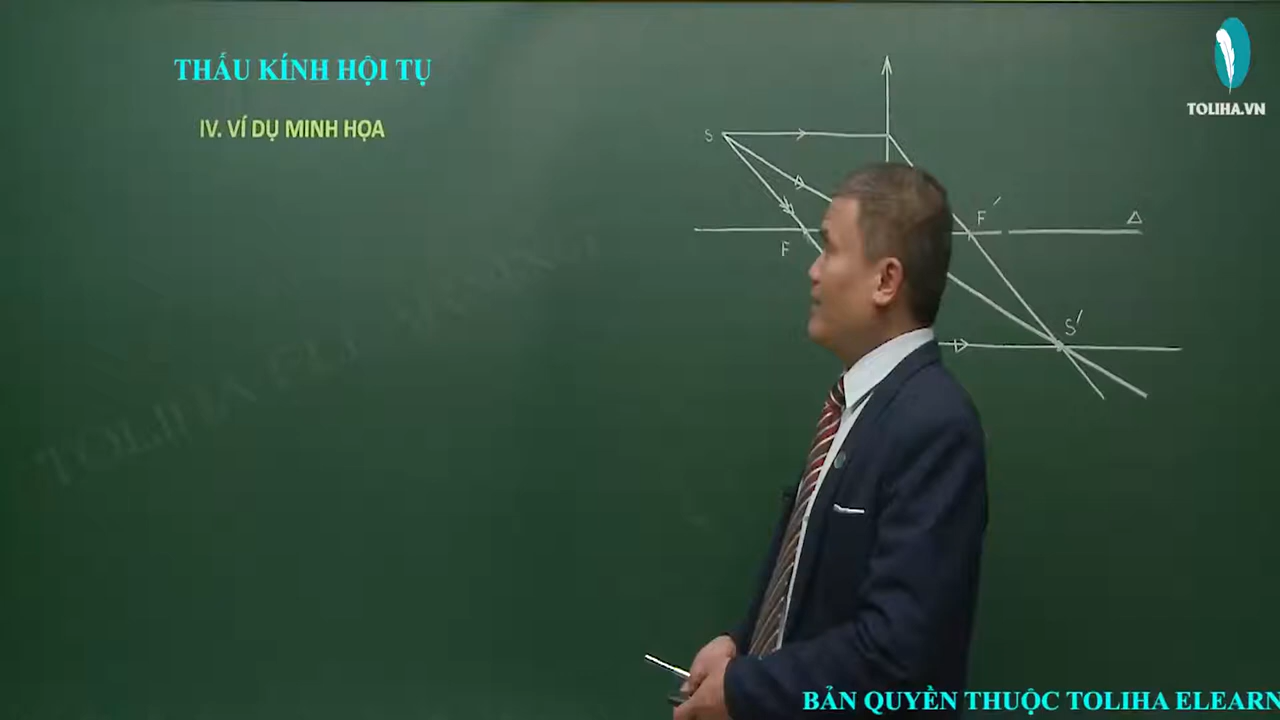 THẤU KÍNH HỘI TỤ
IV. VÍ DỤ MINH HỌA
TOLIHA.VN
S
F'
Δ
F
S'
BẢN QUYỀN THUỘC TOLIHA ELEARN